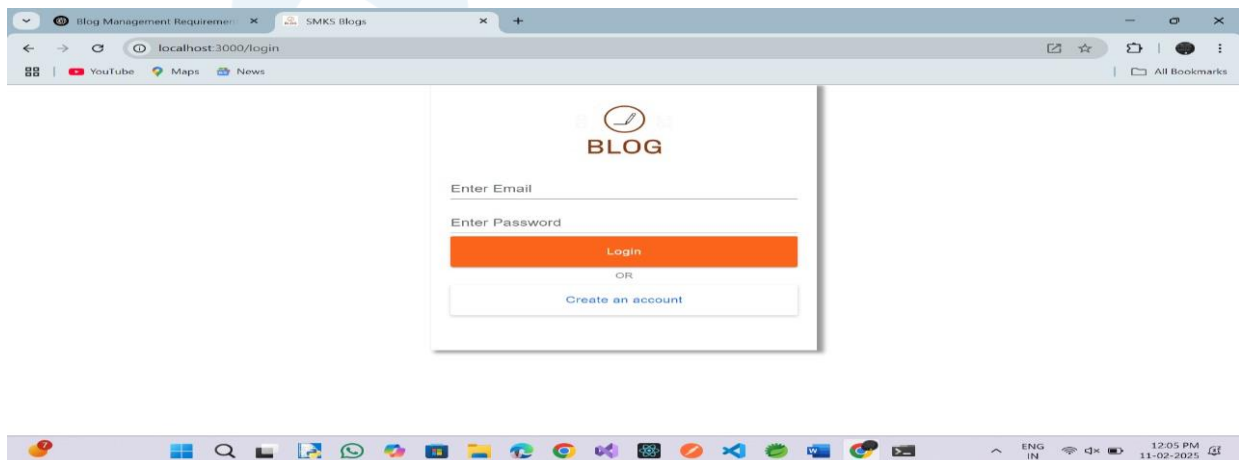 Blog Management Requiremen
SMKS Blogs
localhost:3000/login
YouTube
Maps
News
All Bookmarks
BLOG
Enter Email
Enter Password
Login
OR
Create an account
7
ENG
IN
12:05 PM
11-02-2025